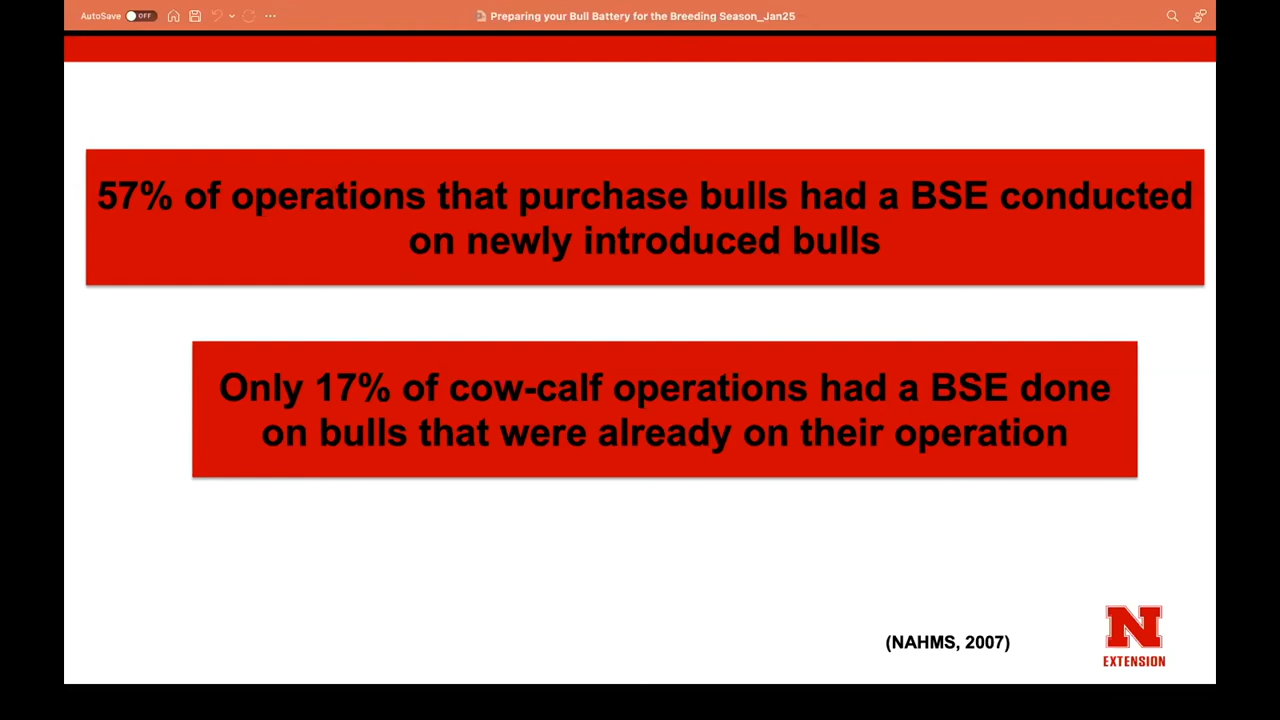 AutoSave OFF
Preparing your Bull Battery for the Breeding Season_Jan25
57% of operations that purchase bulls had a BSE conducted
on newly introduced bulls
Only 17% of cow-calf operations had a BSE done
on bulls that were already on their operation
(NAHMS, 2007)
N
EXTENSION